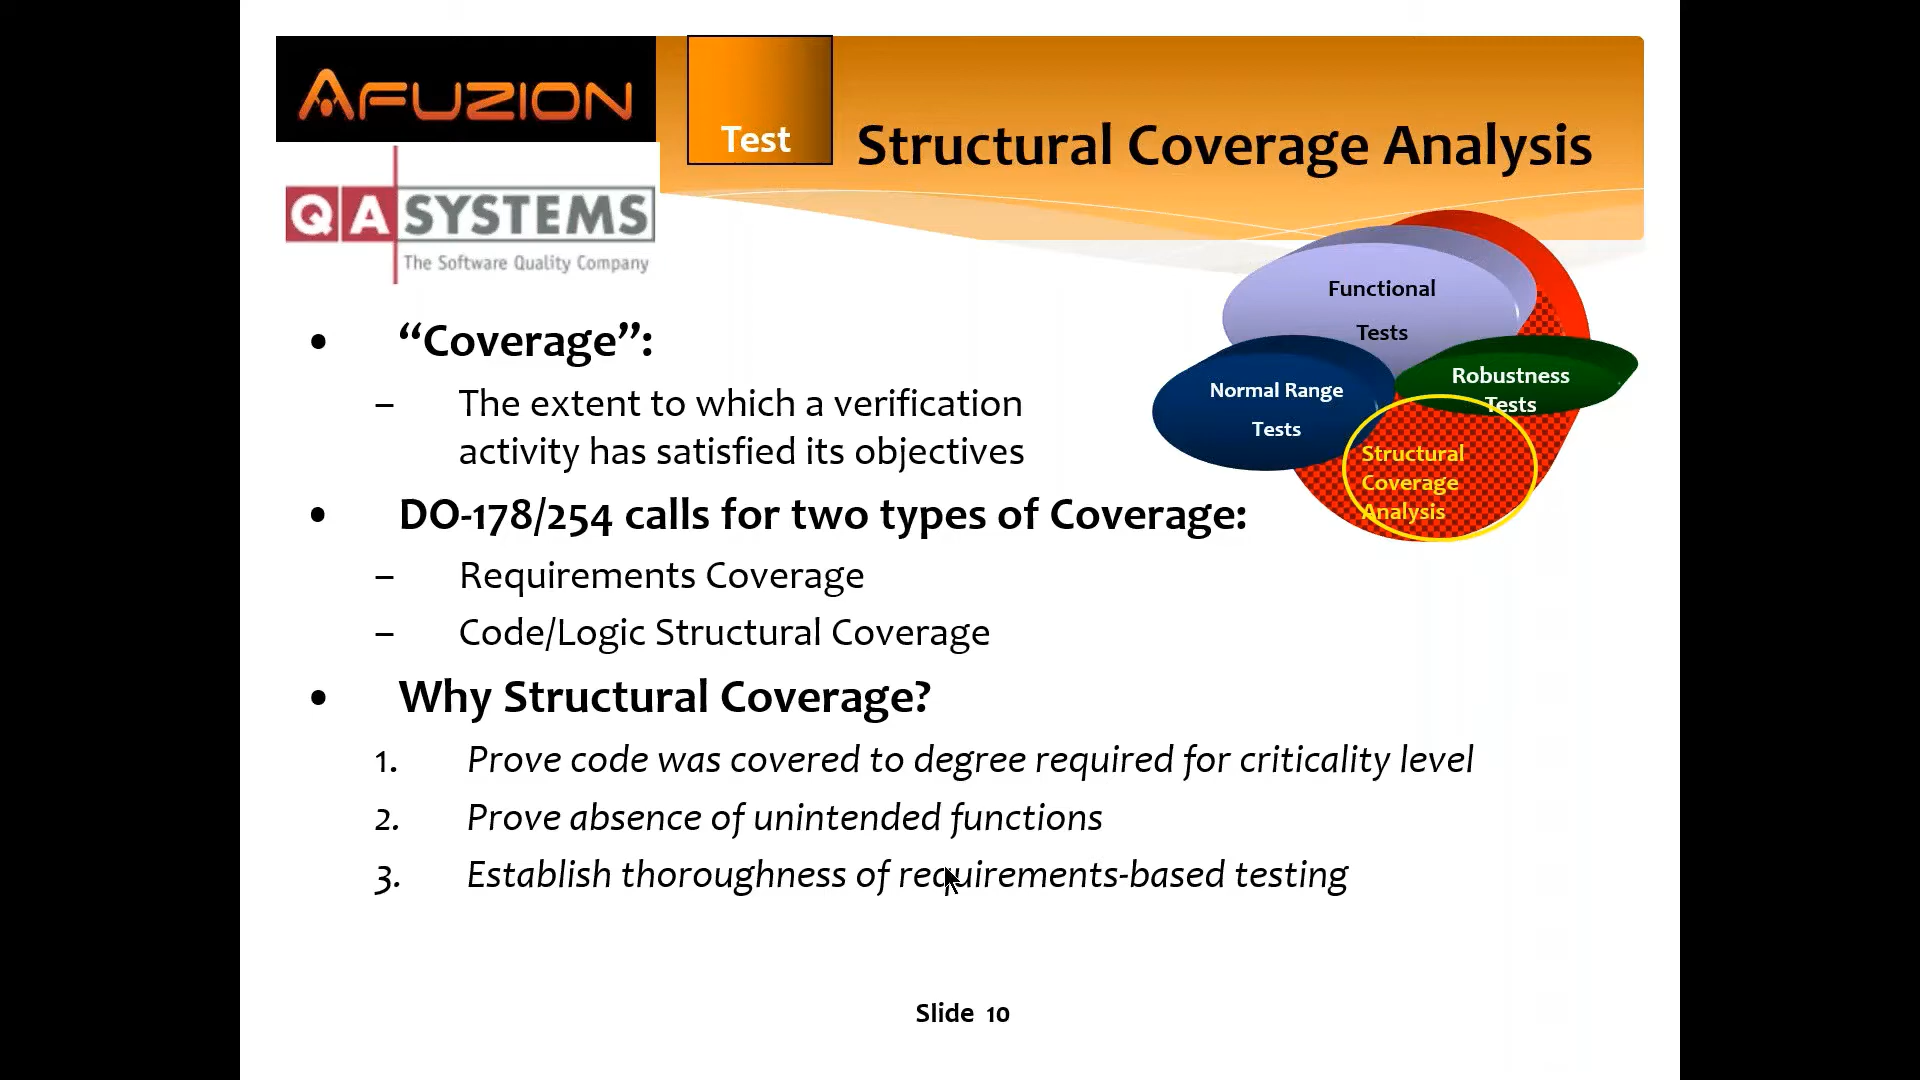 AFUZION
Test
Structural Coverage Analysis
QA SYSTEMS
The Software Quality Company
Functional
Tests
Normal Range
Tests
Robustness
Tests
Structural
Coverage
Analysis
• “Coverage”:
– The extent to which a verification
activity has satisfied its objectives
• DO-178/254 calls for two types of Coverage:
– Requirements Coverage
– Code/Logic Structural Coverage
• Why Structural Coverage?
1. Prove code was covered to degree required for criticality level
2. Prove absence of unintended functions
3. Establish thoroughness of requirements-based testing
Slide 10